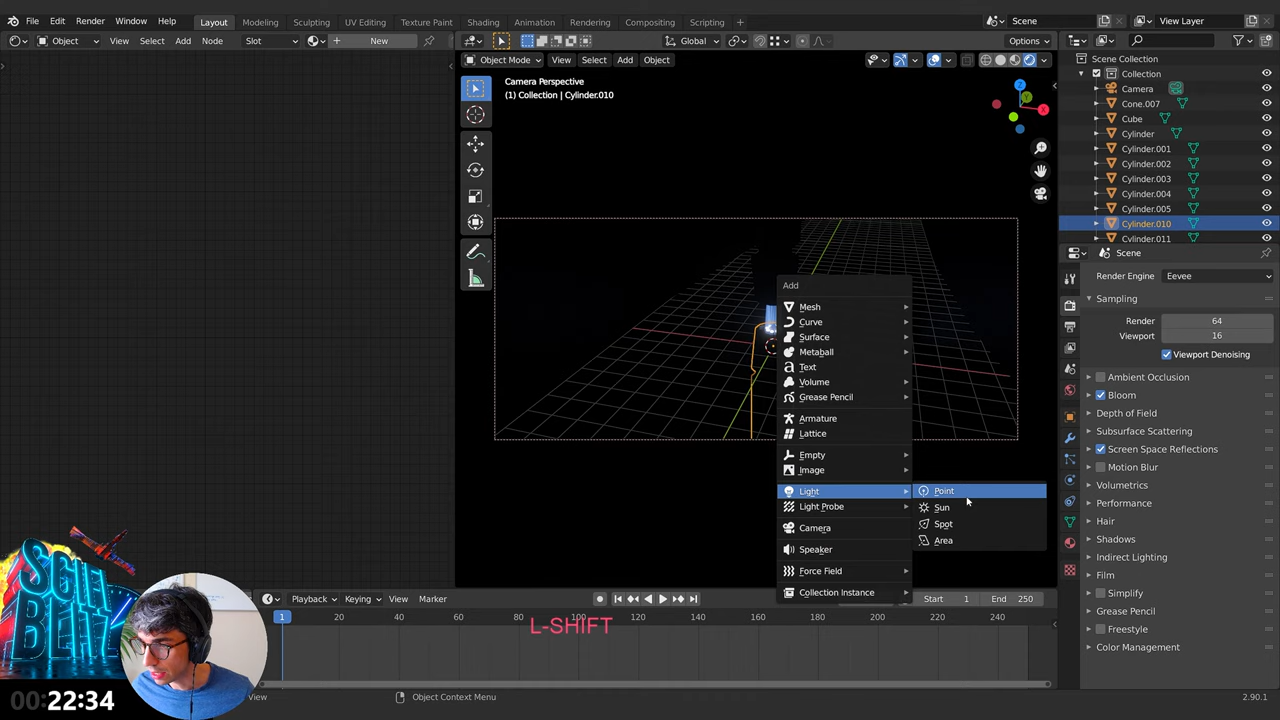 File Edit Render Window Help
Layout Modeling Sculpting UV Editing Texture Paint Shading Animation Rendering Compositing Scripting +
Scene
View Layer
Object View Select Add Node Slot New
Global
Options
Object Mode View Select Add Object
Camera Perspective
(1) Collection | Cylinder.010
Z
Y
X
Add
Mesh
Curve
Surface
Metaball
Text
Volume
Grease Pencil
Armature
Lattice
Empty
Image
Light
Light Probe
Camera
Speaker
Force Field
Collection Instance
Point
Sun
Spot
Area
Scene Collection
Collection
Camera
Cone.007
Cube
Cylinder
Cylinder.001
Cylinder.002
Cylinder.003
Cylinder.004
Cylinder.005
Cylinder.010
Cylinder.011
Scene
Render Engine Eevee
Sampling
Render 64
Viewport 16
Viewport Denoising
Ambient Occlusion
Bloom
Depth of Field
Subsurface Scattering
Screen Space Reflections
Motion Blur
Volumetrics
Performance
Hair
Shadows
Indirect Lighting
Film
Simplify
Grease Pencil
Freestyle
Color Management
Playback Keying View Marker
Start 1 End 250
1 40 60 80 100 120 140 160 180 200 220 240
L-SHIFT
SCIFI
BLITZ
00:22:34
View
Object Context Menu
2.90.1